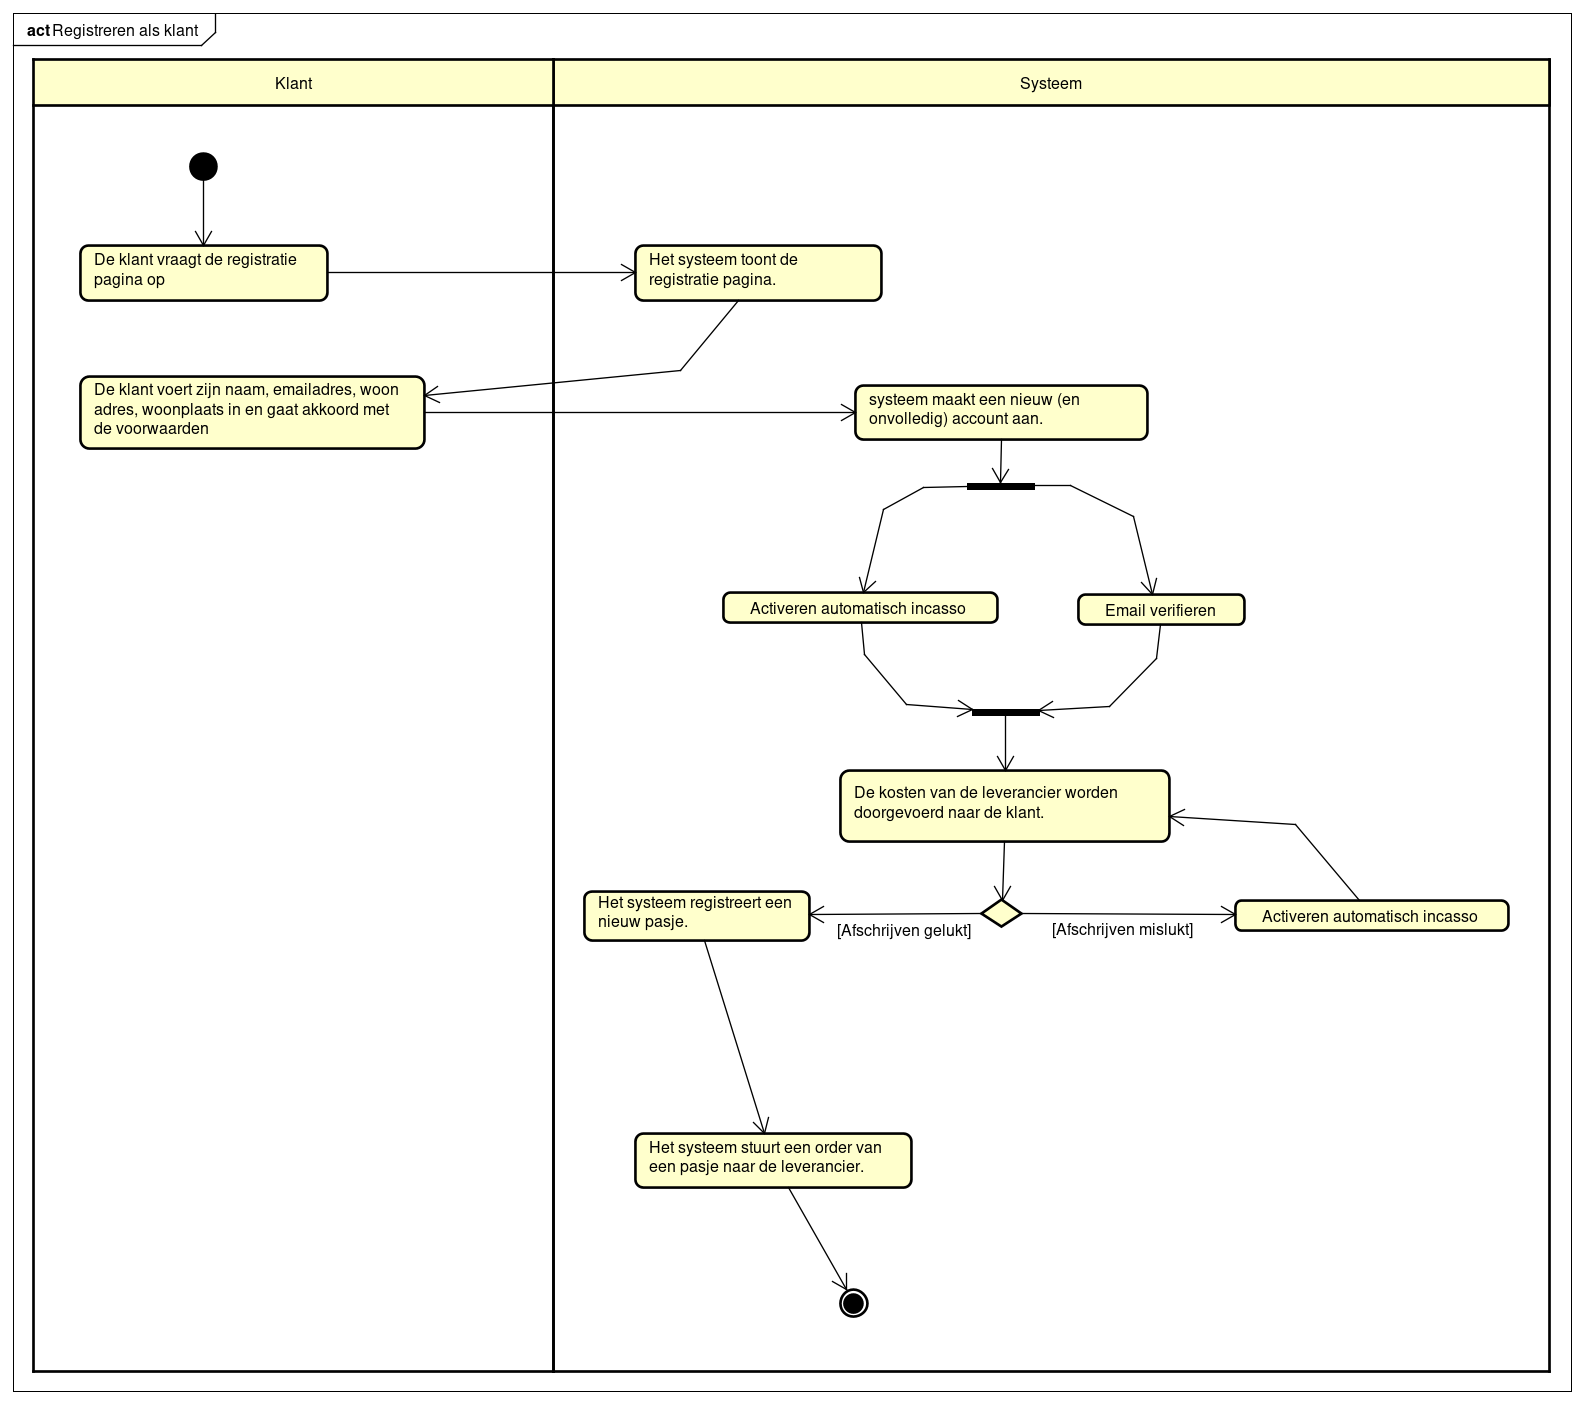 act Registreren als klant
Klant
Systeem
De klant vraagt de registratie
pagina op
Het systeem toont de
registratie pagina.
De klant voert zijn naam, emailadres, woon
adres, woonplaats in en gaat akkoord met
de voorwaarden
systeem maakt een nieuw (en
onvolledig) account aan.
Activeren automatisch incasso
Email verifieren
De kosten van de leverancier worden
doorgevoerd naar de klant.
Het systeem registreert een
nieuw pasje.
[Afschrijven gelukt]
[Afschrijven mislukt]
Activeren automatisch incasso
Het systeem stuurt een order van
een pasje naar de leverancier.